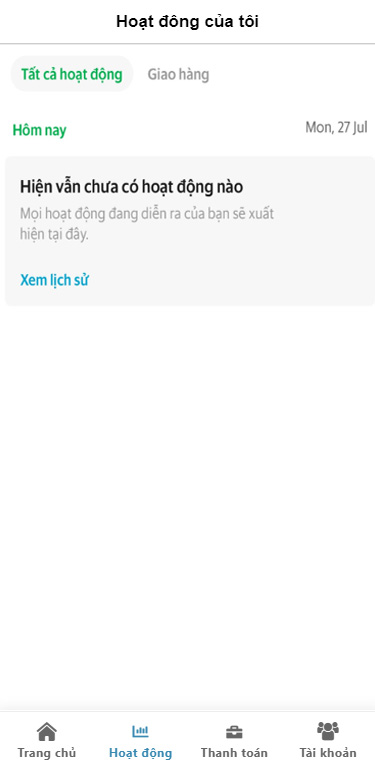 Hoạt đông của tôi
Tất cả hoạt động Giao hàng
Hôm nay Mon, 27 Jul
Hiện vẫn chưa có hoạt động nào
Mọi hoạt động đang diễn ra của bạn sẽ xuất
hiện tại đây.
Xem lịch sử
Trang chủ Hoạt động Thanh toán Tài khoản